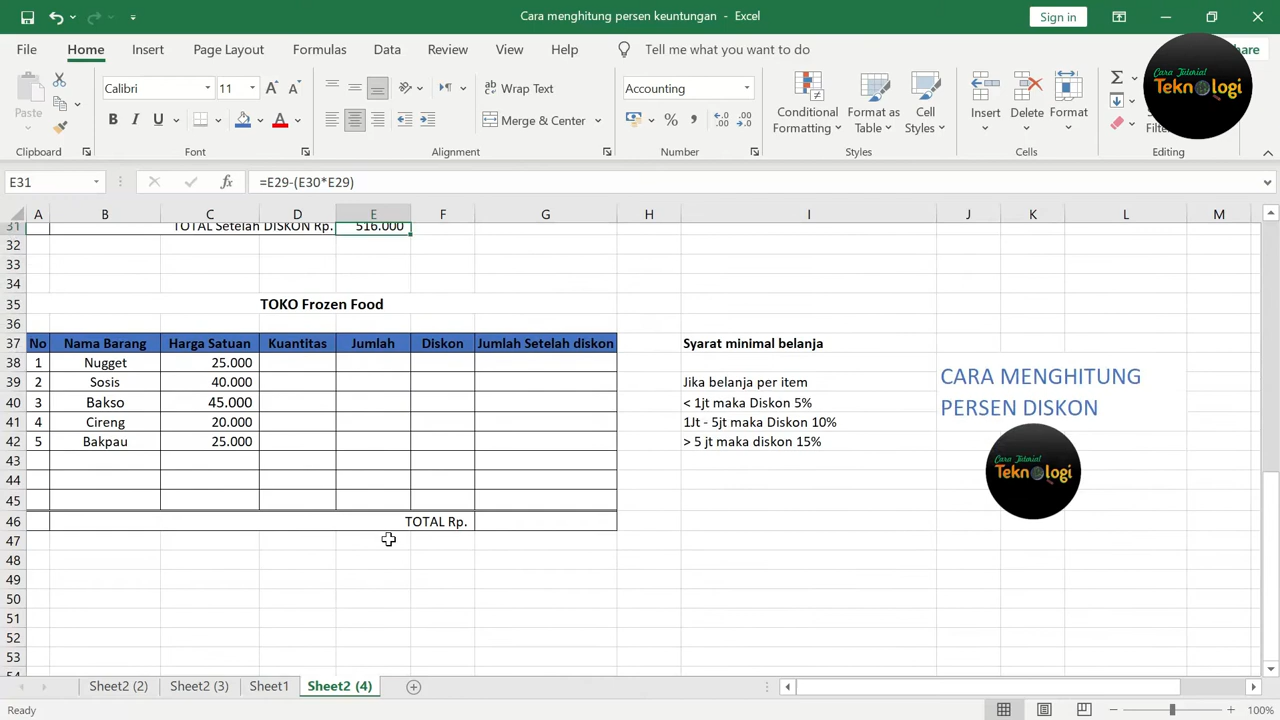 Cara menghitung persen keuntungan - Excel
Sign in
File Home Insert Page Layout Formulas Data Review View Help Tell me what you want to do
Share
Cara Tutorial
Teknologi
Paste
Calibri 11
B I U
Wrap Text
Merge & Center
Accounting
Conditional
Formatting
Format as
Table
Cell
Styles
Insert
Delete
Format
Clipboard Font Alignment Number Styles Cells Editing
E31 fx =E29-(E30*E29)
A B C D E F G H I J K L M
31 TOTAL Setelah DISKON Rp. 516.000
32
33
34
35 TOKO Frozen Food
36
37 No Nama Barang Harga Satuan Kuantitas Jumlah Diskon Jumlah Setelah diskon Syarat minimal belanja
38 1 Nugget 25.000
39 2 Sosis 40.000 Jika belanja per item
40 3 Bakso 45.000 < 1jt maka Diskon 5%
41 4 Cireng 20.000 1Jt - 5jt maka Diskon 10%
42 5 Bakpau 25.000 > 5 jt maka diskon 15%
CARA MENGHITUNG
PERSEN DISKON
Cara Tutorial
Teknologi
43
44
45
46 TOTAL Rp.
47
48
49
50
51
52
53
54
Sheet2 (2) Sheet2 (3) Sheet1 Sheet2 (4)
Ready
100%